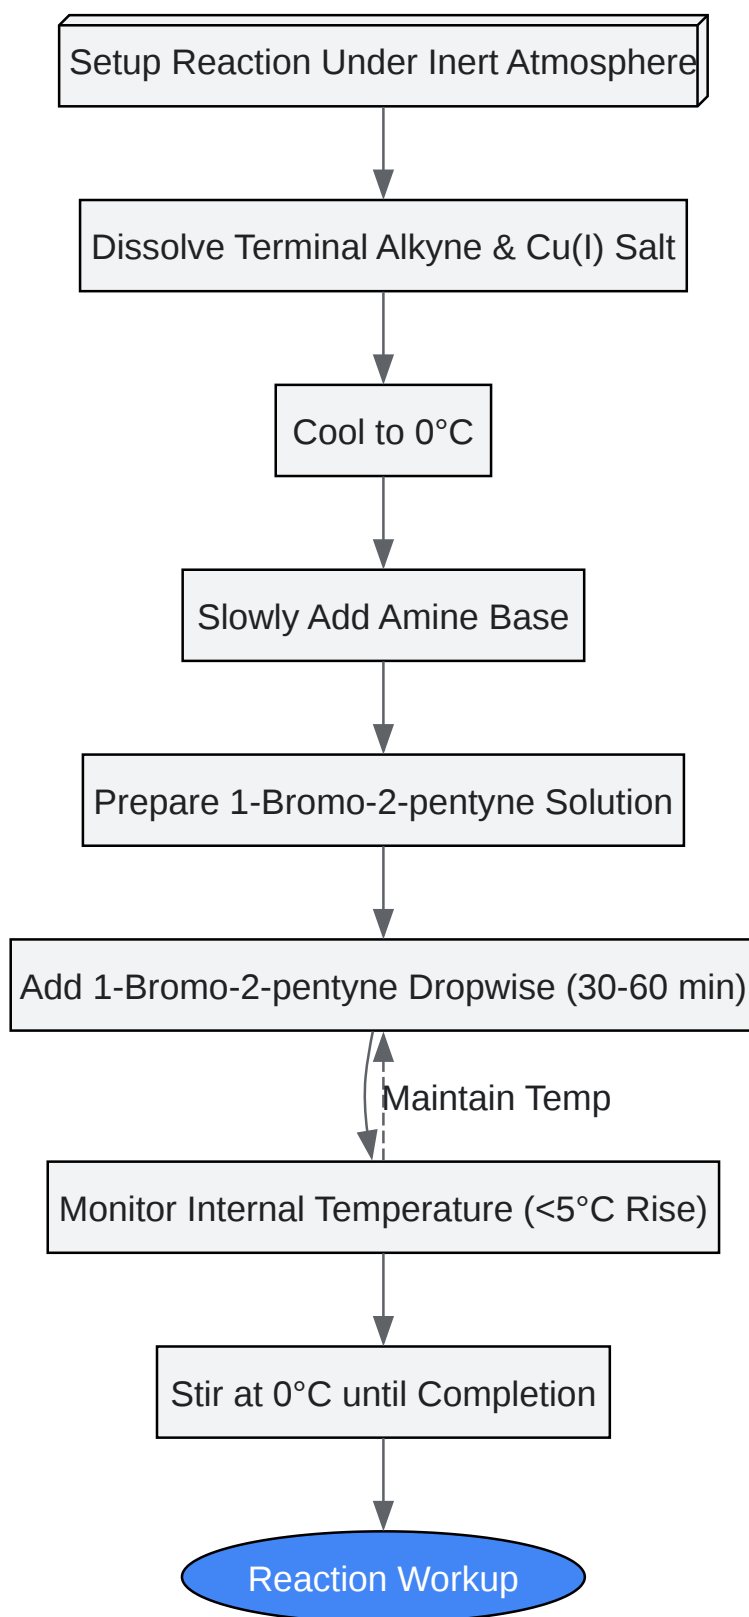 Setup Reaction Under Inert Atmosphere
Dissolve Terminal Alkyne & Cu(I) Salt
Cool to 0°C
Slowly Add Amine Base
Prepare 1-Bromo-2-pentyne Solution
Add 1-Bromo-2-pentyne Dropwise (30-60 min)
Maintain Temp
Monitor Internal Temperature (<5°C Rise)
Stir at 0°C until Completion
Reaction Workup